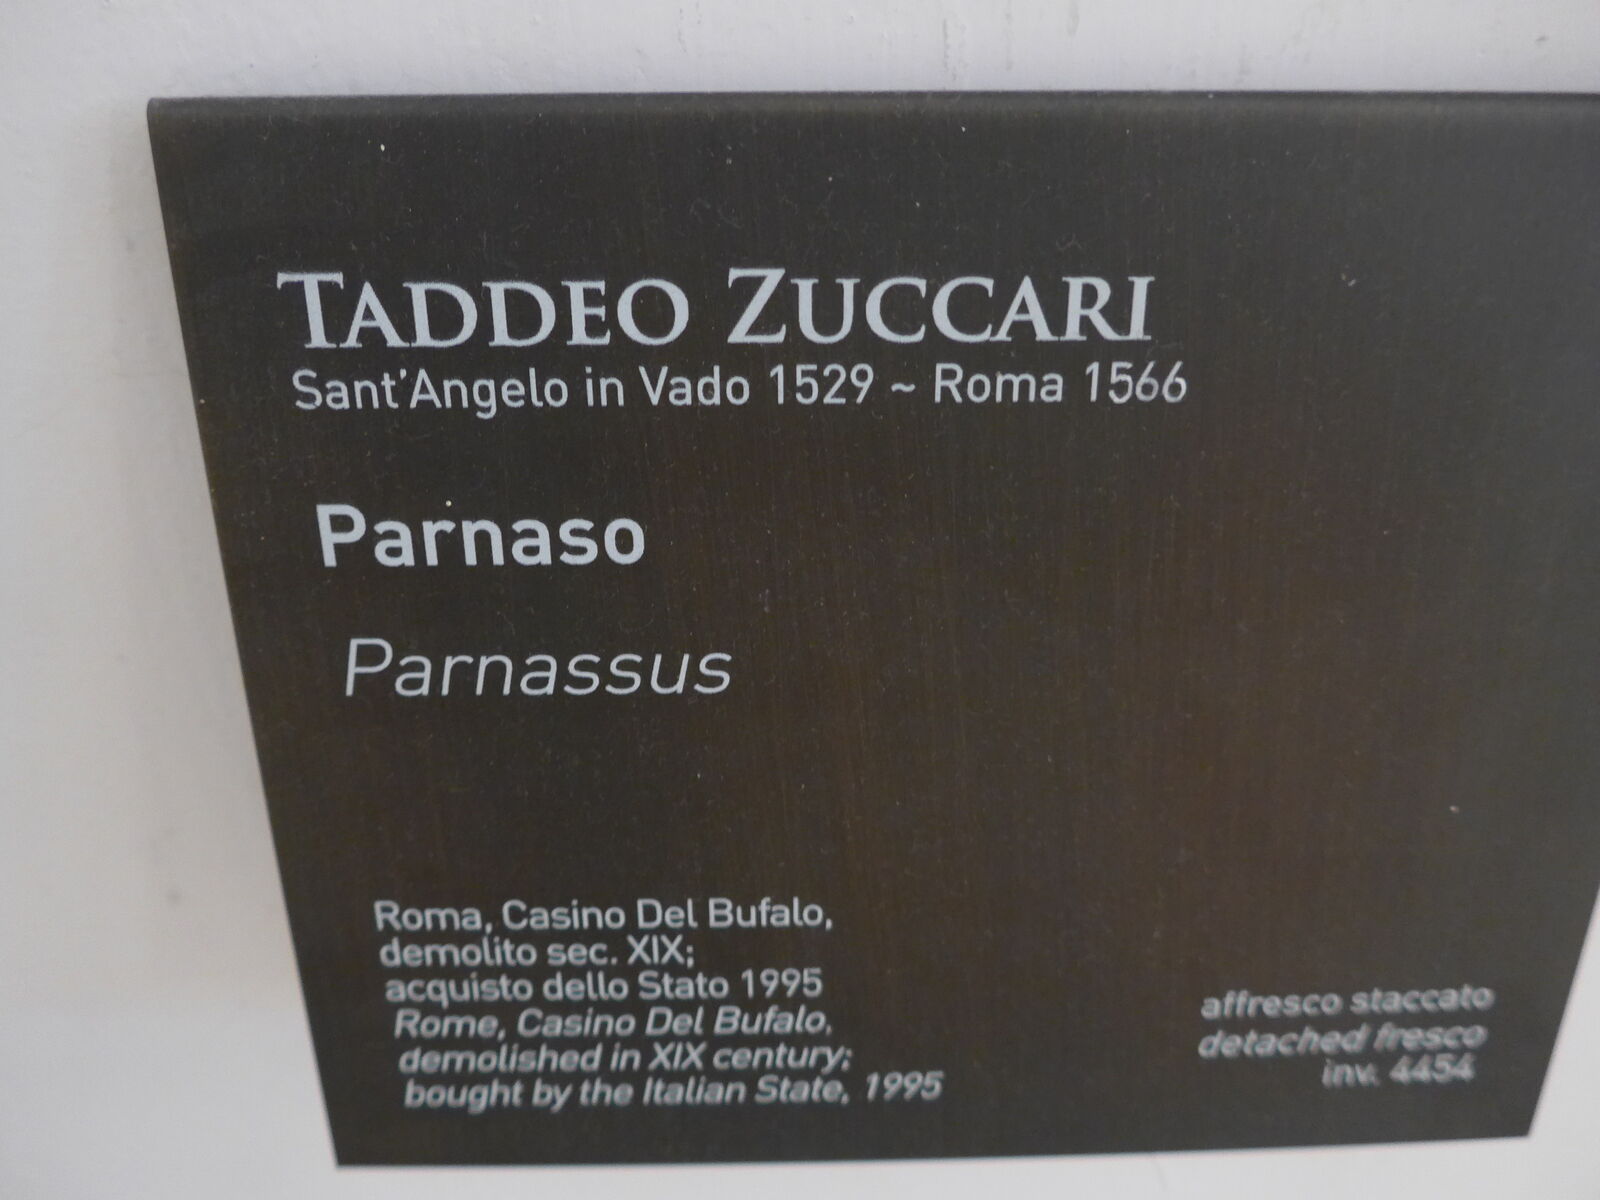 TADDEO ZUCCARI
Sant'Angelo in Vado 1529 ~ Roma 1566
Parnaso
Parnassus
Roma, Casino Del Bufalo,
demolito sec. XIX;
acquisto dello Stato 1995
Rome, Casino Del Bufalo,
demolished in XIX century;
bought by the Italian State, 1995
affresco staccato
detached fresco
inv. 4454